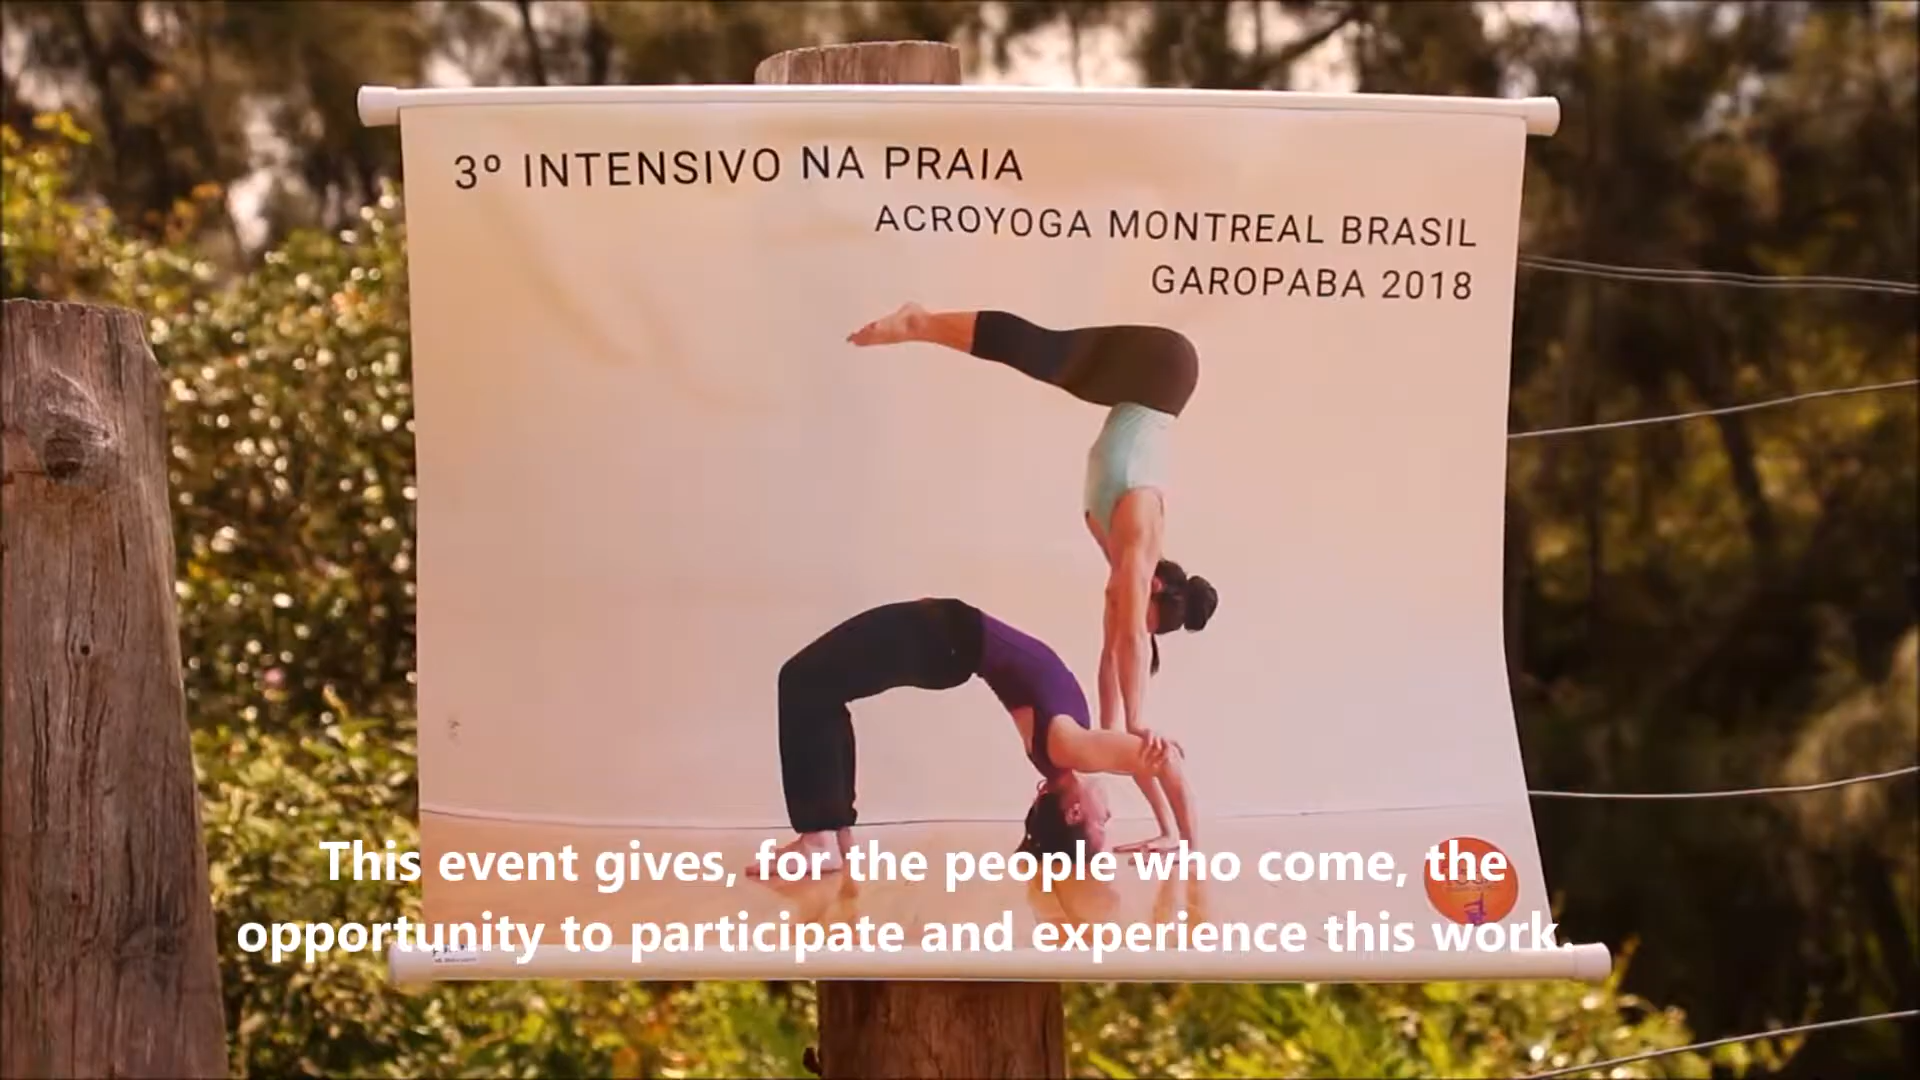 3º INTENSIVO NA PRAIA
ACROYOGA MONTREAL BRASIL
GAROPABA 2018
This event gives, for the people who come, the
opportunity to participate and experience this work.